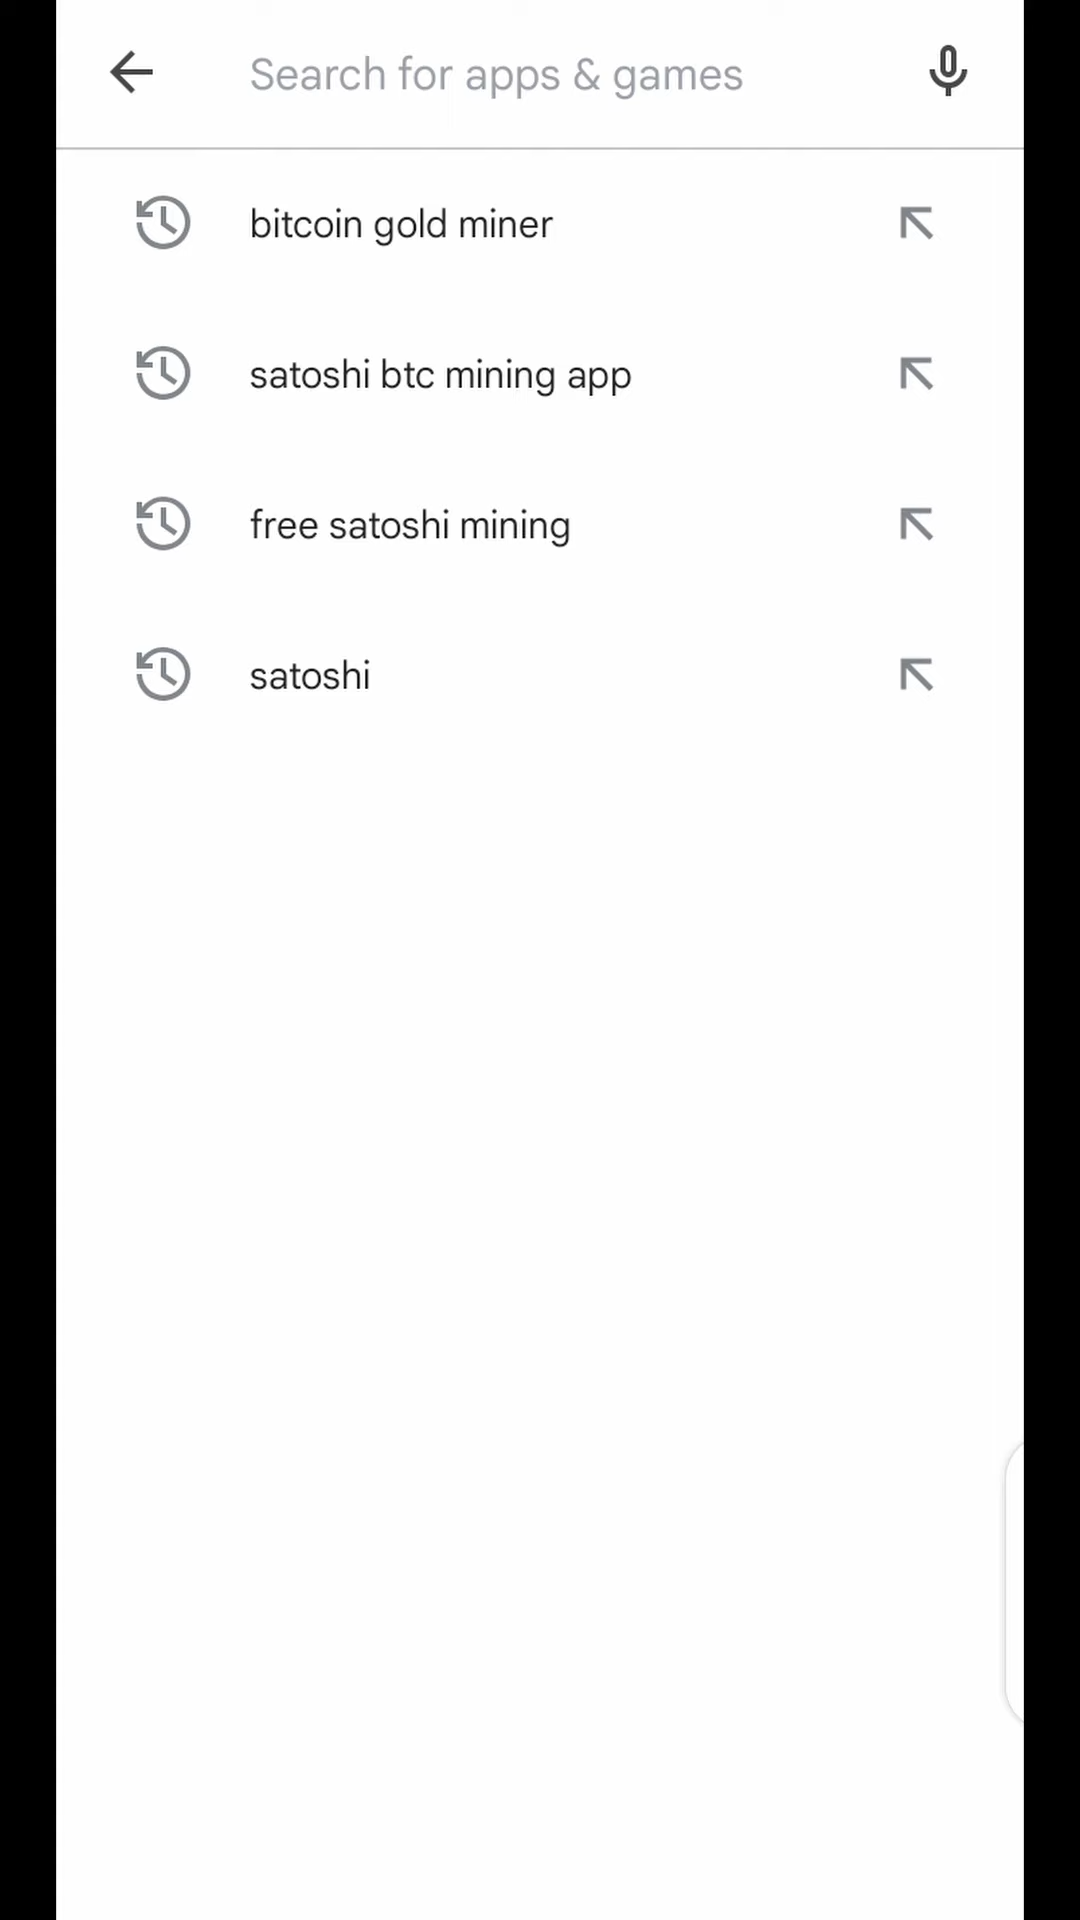 Search for apps & games
bitcoin gold miner
satoshi btc mining app
free satoshi mining
satoshi